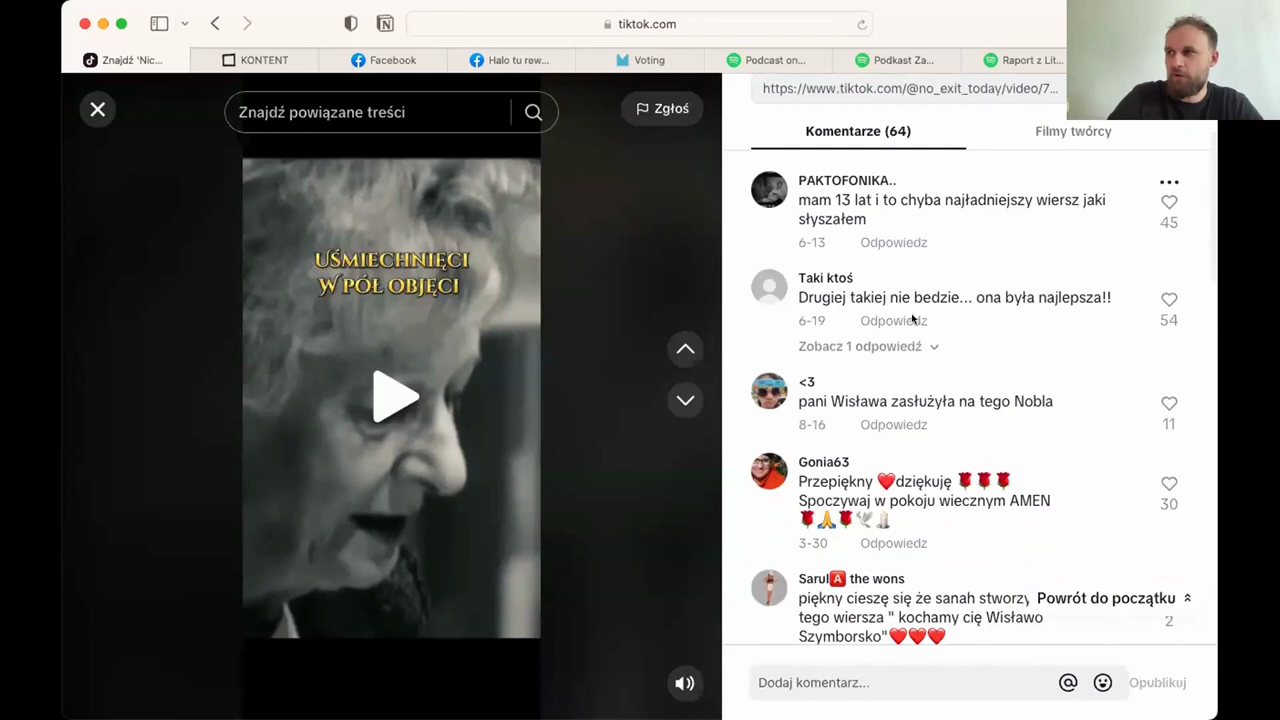 tiktok.com
Znajdź 'Nic...
KONTENT
Facebook
Halo tu rew...
Voting
Podcast on...
Podkast Za...
Raport z Lit...
Znajdź powiązane treści
Zgłoś
UŚMIECHNIĘCI
W PÓŁ OBJĘCI
https://www.tiktok.com/@no_exit_today/video/7...
Komentarze (64)
Filmy twórcy
PAKTOFONIKA..
mam 13 lat i to chyba najładniejszy wiersz jaki
słyszałem
45
6-13 Odpowiedz
Taki ktoś
Drugiej takiej nie bedzie... ona była najlepsza!!
6-19 Odpowiedz
54
Zobacz 1 odpowiedź
<3
pani Wisława zasłużyła na tego Nobla
6-16 Odpowiedz
11
Gonia63
Przepiękny ❤️dziękuję 🌹🌹🌹
Spoczywaj w pokoju wiecznym AMEN
🌹🙏🌹🕊️🕯️
30
3-30 Odpowiedz
Sarul🅰️ the wons
piękny cieszę się że sanah stworzy
Powrót do początku
tego wiersza " kochamy cię Wisławo
2
Szymborsko"❤️❤️❤️
Dodaj komentarz...
Opublikuj